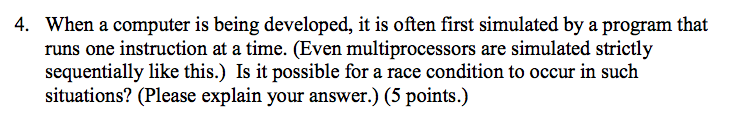 4. When a computer is being developed, it is often first simulated by a program that
runs one instruction at a time. (Even multiprocessors are simulated strictly
sequentially like this.)  Is it possible for a race condition to occur in such
situations? (Please explain your answer.) (5 points.)